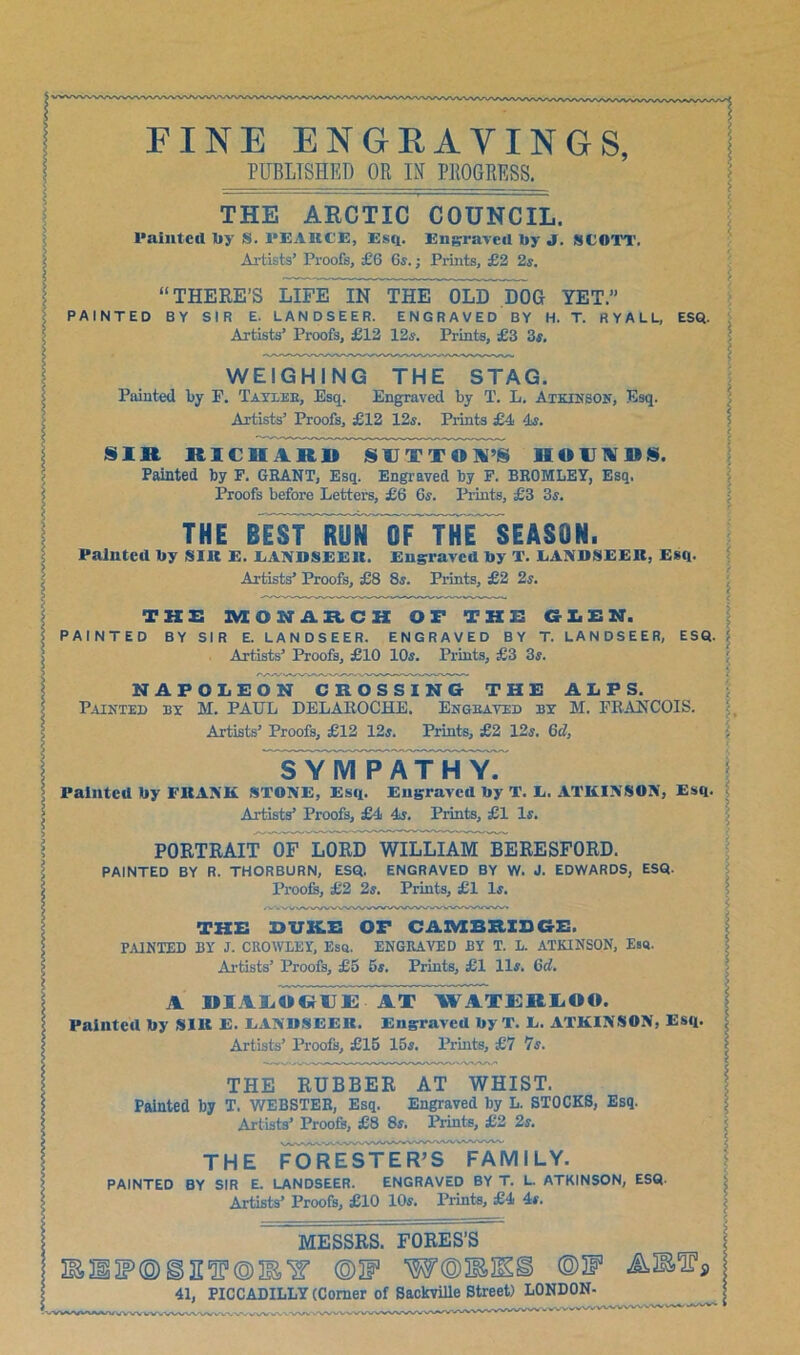 FINE ENGRAVINGS,
PUBLISHED OR IN PROGRESS.
THE ARCTIC COUNCIL.
Painted by S. PEARCE, Esq. Engraved by J. SCOTT.
Artists' Proofs, £6 6s.; Prints, £2 2s.
"THERE'S LIFE IN THE OLD DOG YET."
PAINTED BY SIR E. LANDSEER. ENGRAVED BY H. T. RYALL, ESQ.
Artists' Proofs, £12 12s. Prints, £3 3s.
WEIGHING THE STAG.
Painted by F. TAYLER, Esq. Engraved by T. L. ATKINSON, Esq.
Artists' Proofs, £12 12s. Prints £4 4s.
SIR RICHARD SUTTON'S HOUNDS.
Painted by F. GRANT, Esq. Engraved by F. BROMLEY, Esq.
Proofs before Letters, £6 6s. Prints, £3 3s.
THE BEST RUN OF THE SEASON.
Painted by SIR E. LANDSEER. Engraved by T. LANDSEER, Esq.
Artists' Proofs, £8 8s. Prints, £2 2s.
THE MONARCH OF THE GLEN.
PAINTED BY SIR E. LANDSEER. ENGRAVED BY T. LANDSEER, ESQ.
Artists' Proofs, £10 10s. Prints, £3 3s.
NAPOLEON CROSSING THE ALPS.
PAINTED BY M. PAUL DELAROCHE. ENGRAVED BY M. FRANCOIS.
Artists' Proofs, £12 12s. Prints, £2 12s. 6d,
SYMPATHY.
Painted by FRANK STONE, Esq. Engraved by T. L. ATKINSON, Esq.
Artists' Proofs, £4 4s. Prints, £1 1s.
PORTRAIT OF LORD WILLIAM BERESFORD.
PAINTED BY R. THORBURN, ESQ. ENGRAVED BY W. J. EDWARDS, ESQ.
Proofs, £2 2s. Prints, £1 1s.
THE DUKE OF CAMBRIDGE.
PAINTED BY J. CROWLEY, ESQ. ENGRAVED BY T. L. ATKINSON, ESQ.
Artists' Proofs, £5 5s. Prints, £1 11s. 6d.
A DIALOGUE AT WATERLOO.
Painted by SIR E. LANDSEER. Engraved by T. L. ATKINSON, Esq.
Artists' Proofs, £15 15s. Prints, £7 7s.
THE RUBBER AT WHIST.
Painted by T. WEBSTER, Esq. Engraved by L. STOCKS, Esq.
Artists' Proofs, £8 8s. Prints, £2 2s.
THE FORESTER'S FAMILY.
PAINTED BY SIR E. LANDSEER. ENGRAVED BY T. L. ATKINSON, ESQ.
Artists' Proofs, £10 10s. Prints, £4 4s.
MESSRS. FORES'S
REPOSITORY OF WORKS OF ART,
41, PICCADILLY (Corner of Sackville Street) LONDON.